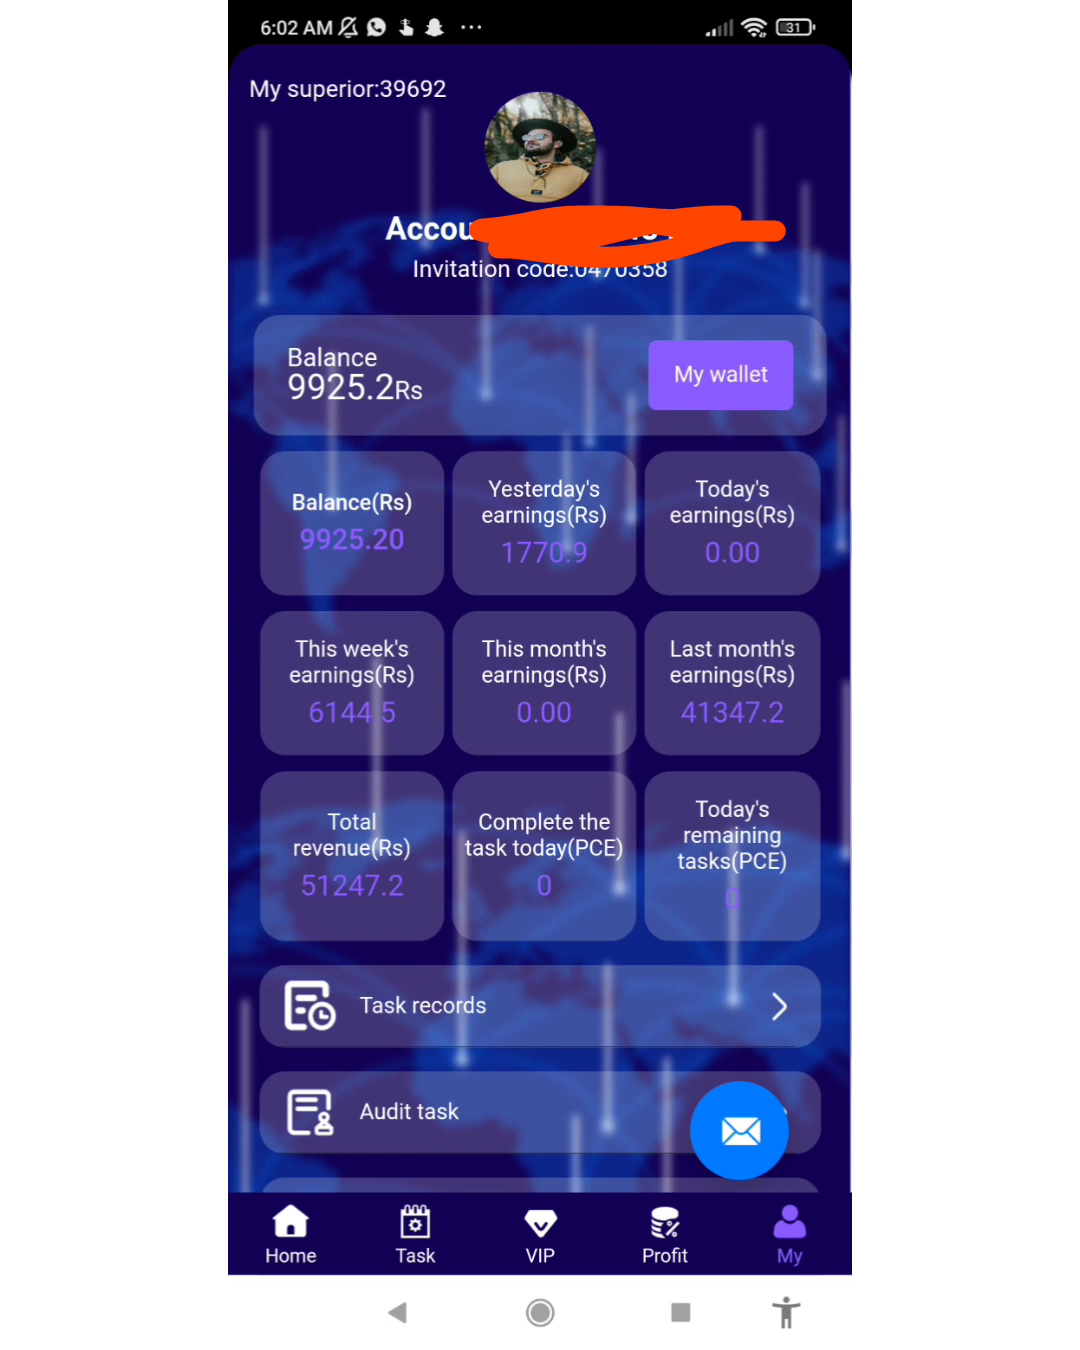 6:02 AM
31
My superior:39692
Accou
Invitation code:0470358
Balance
9925.2Rs
My wallet
Balance(Rs)
9925.20
Yesterday's
earnings(Rs)
1770.9
Today's
earnings(Rs)
0.00
This week's
earnings(Rs)
6144.5
This month's
earnings(Rs)
0.00
Last month's
earnings(Rs)
41347.2
Total
revenue(Rs)
51247.2
Complete the
task today(PCE)
0
Today's
remaining
tasks(PCE)
0
Task records
Audit task
Home
Task
VIP
Profit
My